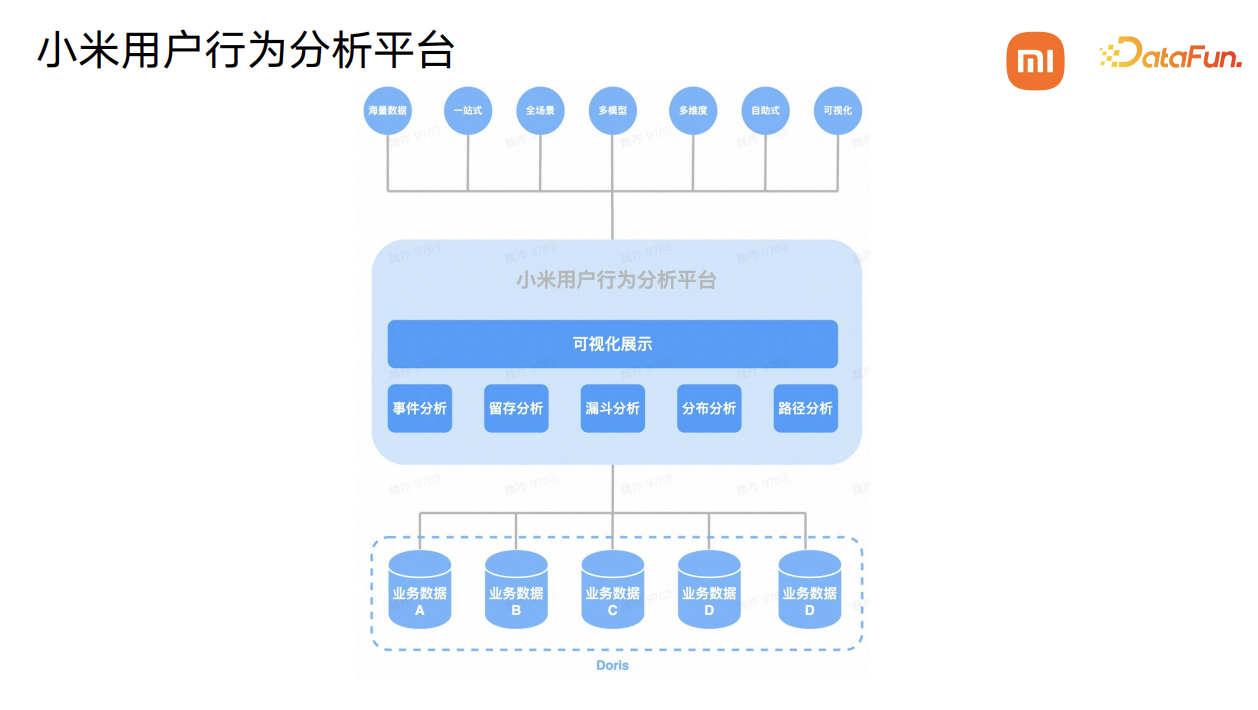 小米用户行为分析平台
mi
DataFun.
海量数据
一站式
全场景
多模型
多维度
自助式
可视化
小米用户行为分析平台
可视化展示
事件分析
留存分析
漏斗分析
分布分析
路径分析
业务数据
A
业务数据
B
业务数据
C
业务数据
D
业务数据
D
Doris